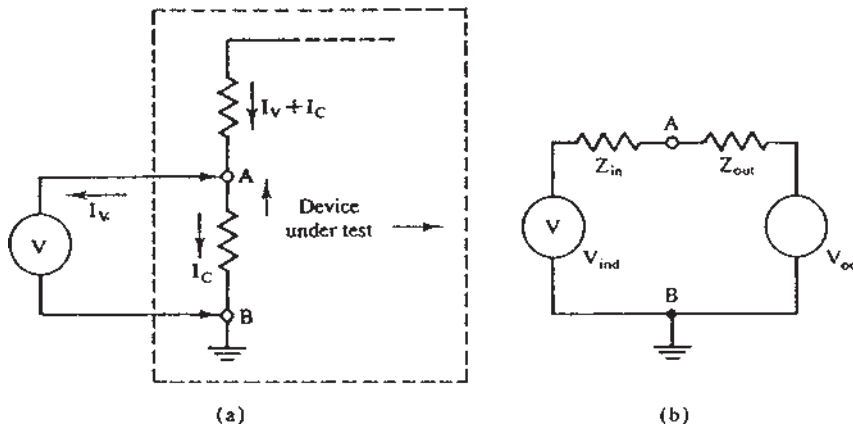 I_V + I_C
A
I_V
Device
under test
V
I_C
B
(a)
A
Z_in
Z_out
V
V_ind
V_oc
B
(b)